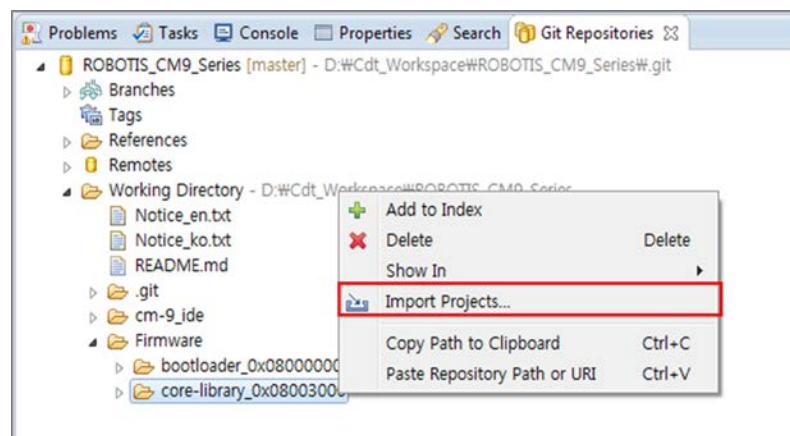 Problems Tasks Console Properties Search Git Repositories
ROBOTIS_CM9_Series [master] - D:₩Cdt_Workspace₩ROBOTIS_CM9_Series₩.git
Branches
Tags
References
Remotes
Working Directory - D:₩Cdt_Workspace₩ROBOTIS_CM9_Series
Notice_en.txt
Notice_ko.txt
README.md
.git
cm-9_ide
Firmware
bootloader_0x08000000
core-library_0x08003000
Add to Index
Delete Delete
Show In
Import Projects...
Copy Path to Clipboard Ctrl+C
Paste Repository Path or URI Ctrl+V